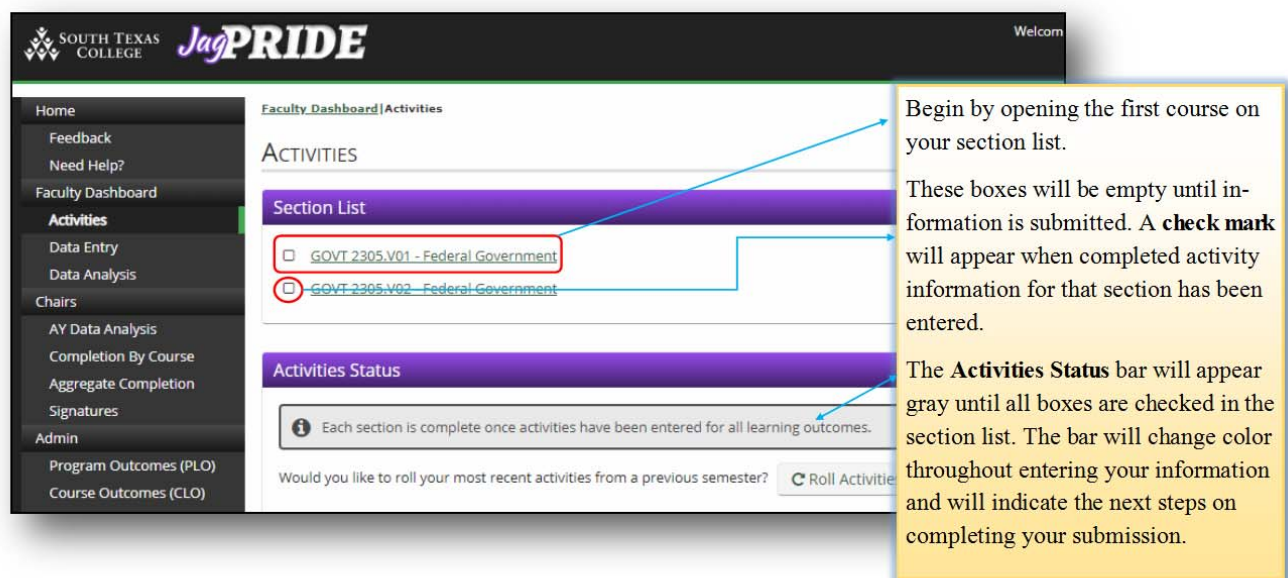 SOUTH TEXAS
COLLEGE
JagPRIDE
Welcom
Home
Feedback
Need Help?
Faculty Dashboard
Activities
Data Entry
Data Analysis
Chairs
AY Data Analysis
Completion By Course
Aggregate Completion
Signatures
Admin
Program Outcomes (PLO)
Course Outcomes (CLO)
Faculty Dashboard|Activities
ACTIVITIES
Section List
GOVT 2305.V01 - Federal Government
GOVT 2305.V02 - Federal Government
Activities Status
Each section is complete once activities have been entered for all learning outcomes.
Would you like to roll your most recent activities from a previous semester? Roll Activitie
Begin by opening the first course on
your section list.
These boxes will be empty until in-
formation is submitted. A check mark
will appear when completed activity
information for that section has been
entered.
The Activities Status bar will appear
gray until all boxes are checked in the
section list. The bar will change color
throughout entering your information
and will indicate the next steps on
completing your submission.